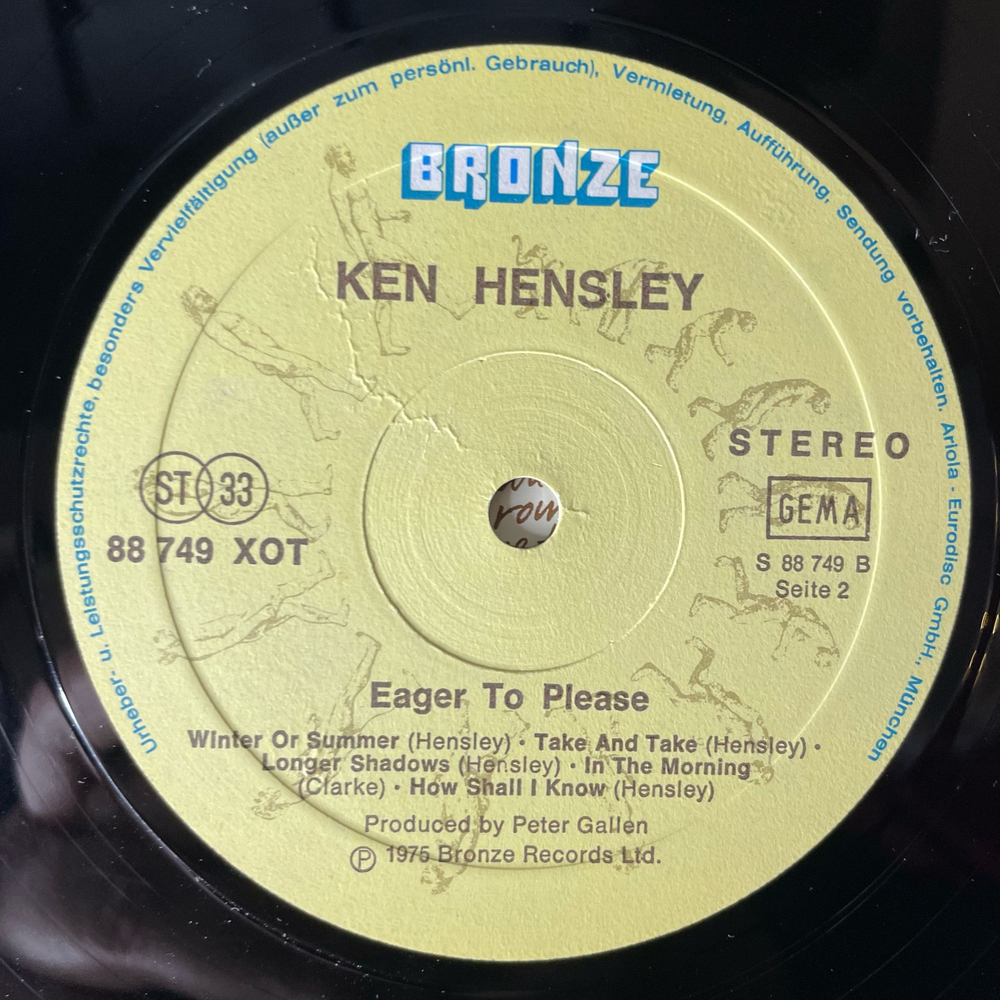 Urheber- u. Leistungsschutzrechte, besonders Vervielfältigung (außer zum persönl. Gebrauch), Vermietung, Aufführung, Sendung vorbehalten. Ariola - Eurodisc GmbH., München
BRONZE
KEN HENSLEY
STEREO
ST 33
GEMA
88 749 XOT
S 88 749 B
Seite 2
Eager To Please
Winter Or Summer (Hensley) · Take And Take (Hensley) ·
Longer Shadows (Hensley) · In The Morning
(Clarke) · How Shall I Know (Hensley)
Produced by Peter Gallen
Ⓟ 1975 Bronze Records Ltd.